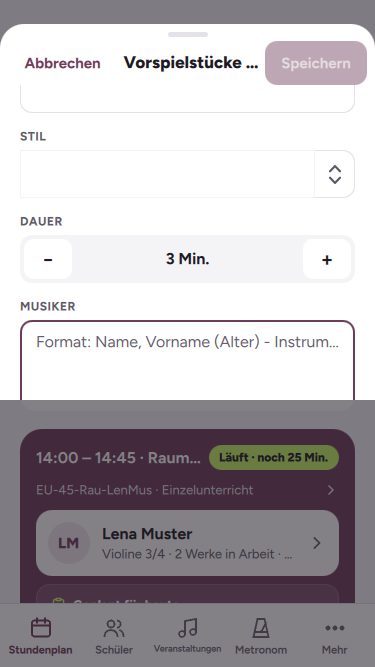 Abbrechen
Vorspielstücke ...
Speichern
STIL
DAUER
–
3 Min.
+
MUSIKER
Format: Name, Vorname (Alter) - Instrum...
14:00 – 14:45 · Raum...
Läuft · noch 25 Min.
EU-45-Rau-LenMus · Einzelunterricht
LM
Lena Muster
Violine 3/4 · 2 Werke in Arbeit · ...
Stundenplan
Schüler
Veranstaltungen
Metronom
Mehr